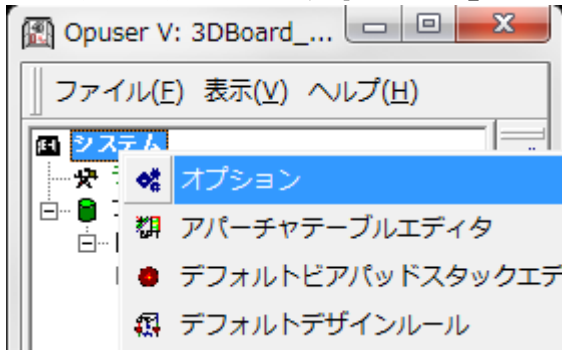 Opuser V: 3DBoard_...
ファイル(F) 表示(V) ヘルプ(H)
システム
オプション
アパーチャテーブルエディタ
デフォルトビアパッドスタックエデ
デフォルトデザインルール